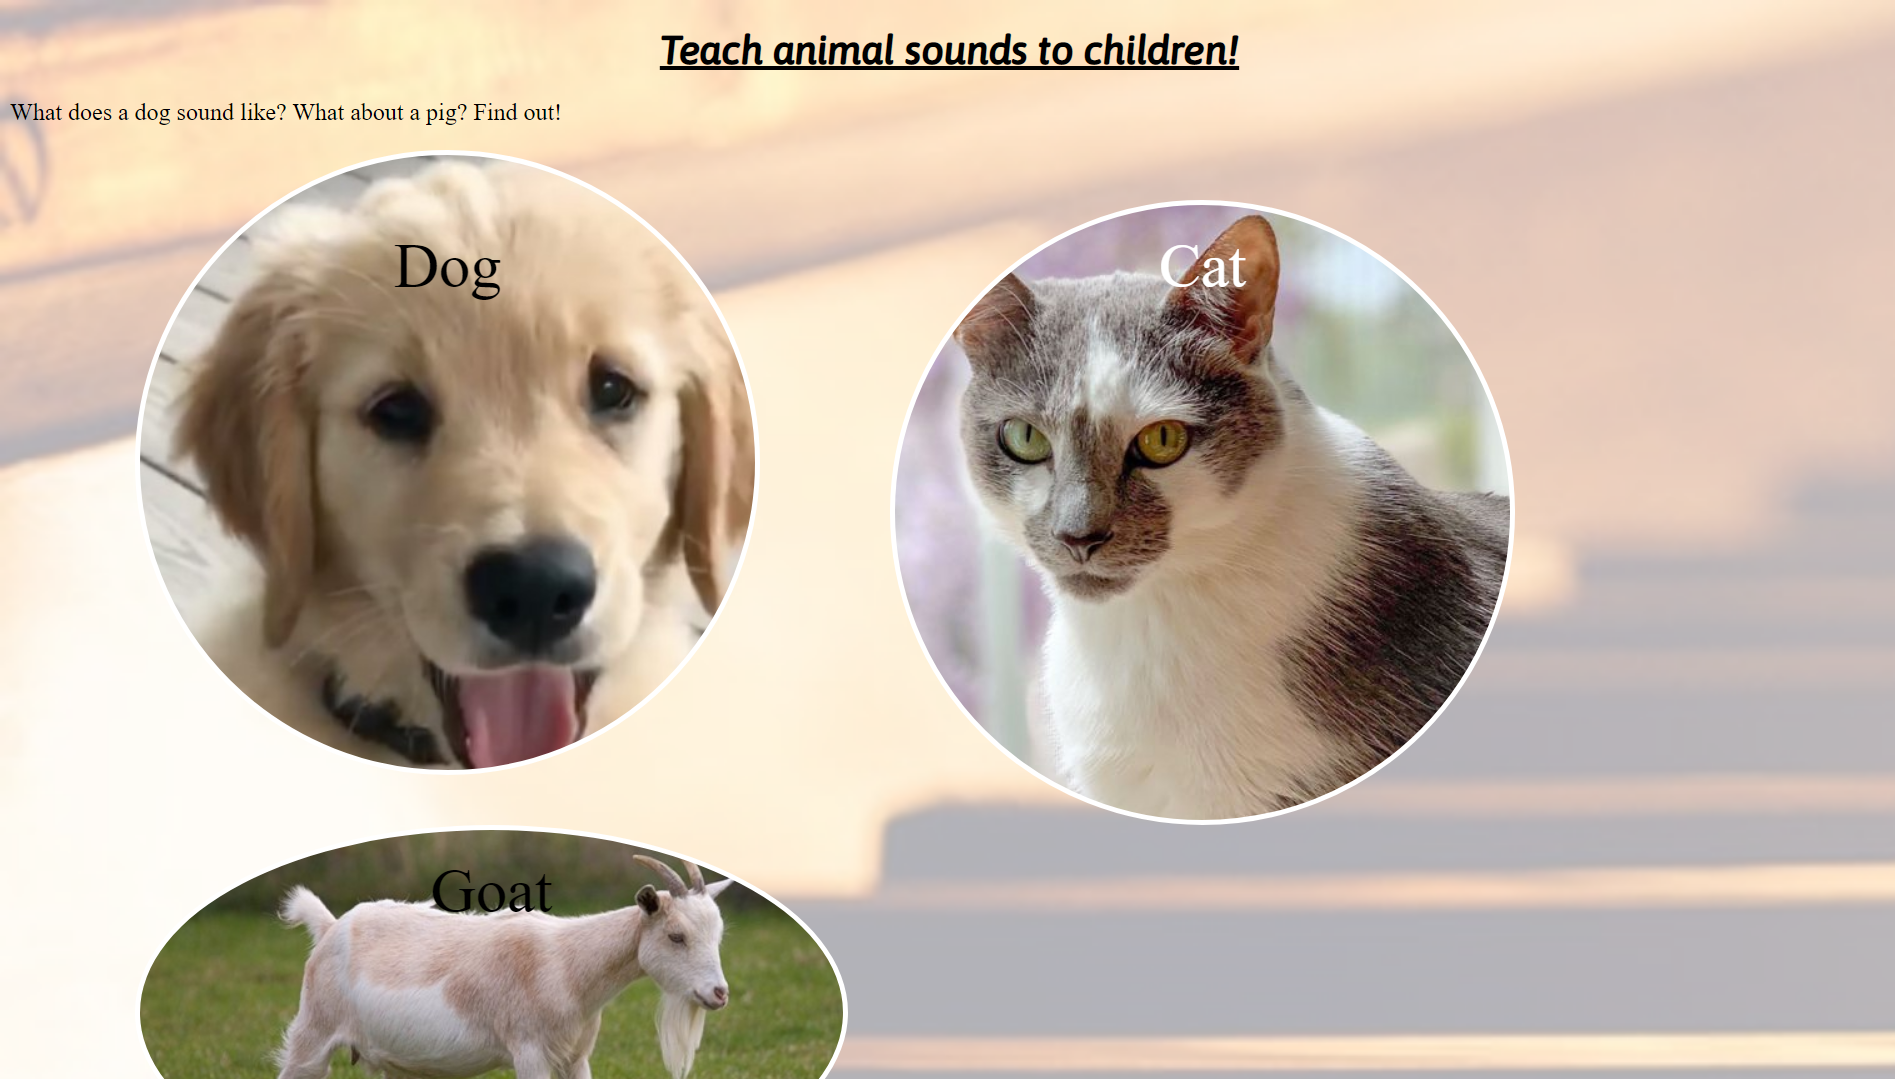 Teach animal sounds to children!
What does a dog sound like? What about a pig? Find out!
Dog
Cat
Goat